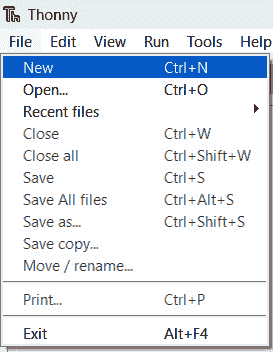 Thonny
File Edit View Run Tools Help
New Ctrl+N
Open... Ctrl+O
Recent files
Close Ctrl+W
Close all Ctrl+Shift+W
Save Ctrl+S
Save All files Ctrl+Alt+S
Save as... Ctrl+Shift+S
Save copy...
Move / rename...
Print... Ctrl+P
Exit Alt+F4